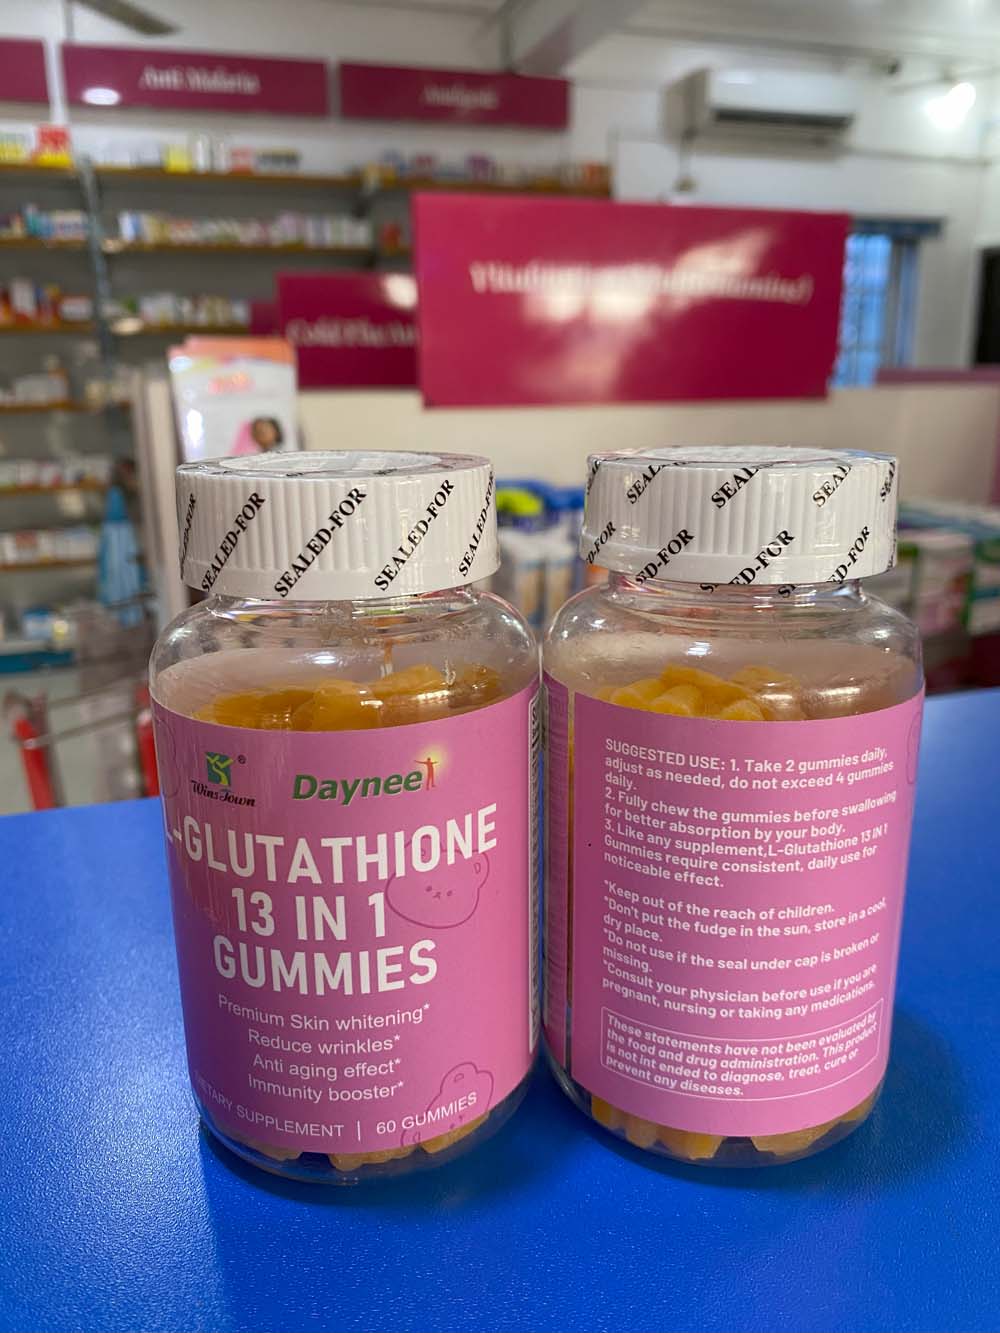 Anti Malaria
SEALED-FOR
SEALED-FOR
SEALED-FOR
SEALED-FOR
SEALED-FOR
Wins Town
®
Daynee
L-GLUTATHIONE
13 IN 1
GUMMIES
Premium Skin whitening*
Reduce wrinkles*
Anti aging effect*
Immunity booster*
DIETARY SUPPLEMENT | 60 GUMMIES
SUGGESTED USE: 1. Take 2 gummies daily,
adjust as needed, do not exceed 4 gummies
daily.
2. Fully chew the gummies before swallowing
for better absorption by your body.
3. Like any supplement,L-Glutathione 13 IN 1
Gummies require consistent, daily use for
noticeable effect.
*Keep out of the reach of children.
*Don't put the fudge in the sun, store in a cool,
dry place.
*Do not use if the seal under cap is broken or
missing.
*Consult your physician before use if you are
pregnant, nursing or taking any medications.
These statements have not been evaluated by
the food and drug administration. This product
is not int ended to diagnose, treat, cure or
prevent any diseases.